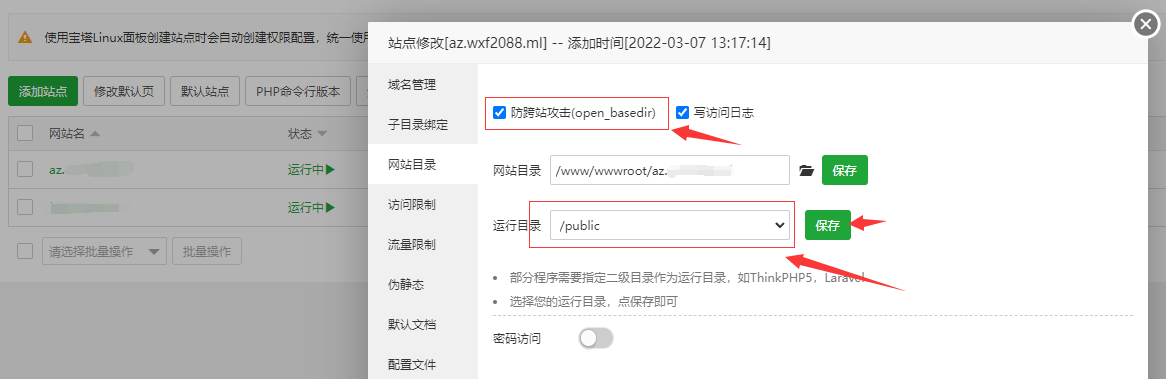 使用宝塔Linux面板创建站点时会自动创建权限配置，统一使用
站点修改[az.wxf2088.ml] -- 添加时间[2022-03-07 13:17:14]
添加站点 修改默认页 默认站点 PHP命令行版本
网站名 状态
az. 运行中
运行中
请选择批量操作 批量操作
域名管理
子目录绑定
网站目录
访问限制
流量限制
伪静态
默认文档
配置文件
防跨站攻击(open_basedir) 写访问日志
网站目录 /www/wwwroot/az. 保存
运行目录 /public 保存
部分程序需要指定二级目录作为运行目录，如ThinkPHP5，Laravel
选择您的运行目录，点保存即可
密码访问